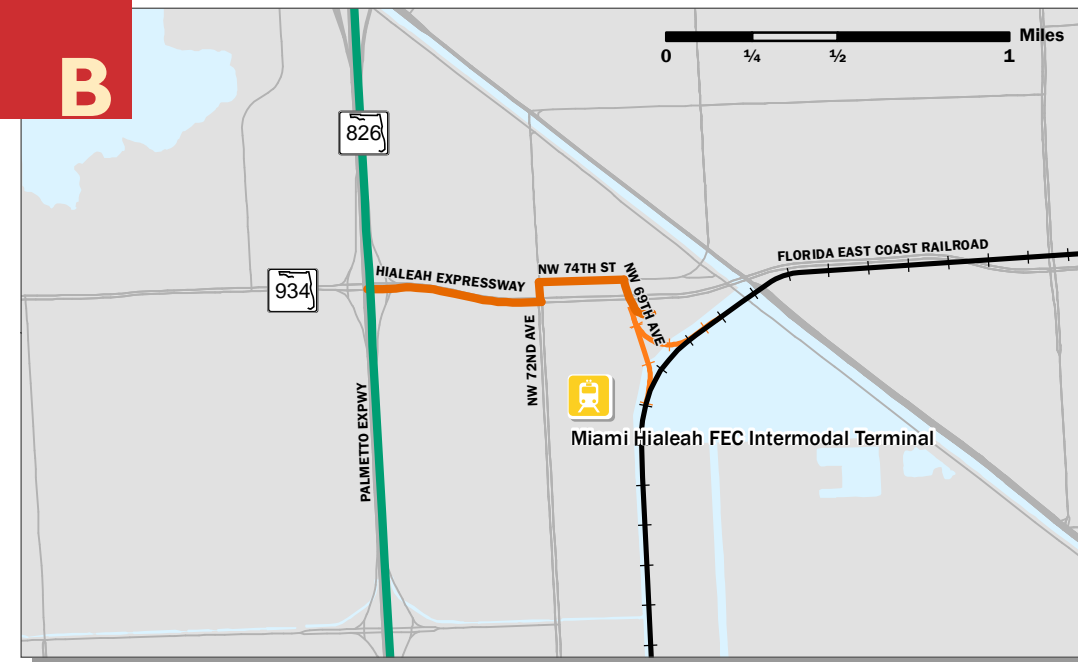 B
Miles
0 ¼ ½ 1
826
FLORIDA EAST COAST RAILROAD
HIALEAH EXPRESSWAY
NW 74TH ST
NW 69TH AVE
934
NW 72ND AVE
PALMETTO EXPWY
Miami Hialeah FEC Intermodal Terminal